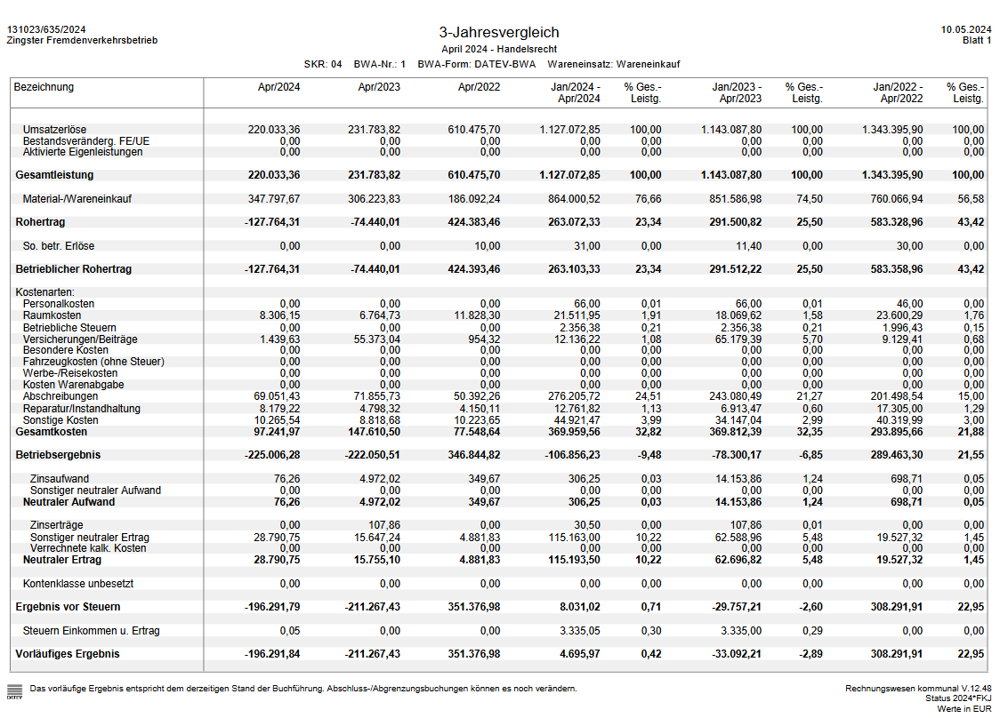 131023/635/2024
Zingster Fremdenverkehrsbetrieb
3-Jahresvergleich
April 2024 - Handelsrecht
SKR: 04 BWA-Nr.: 1 BWA-Form: DATEV-BWA Wareneinsatz: Wareneinkauf
10.05.2024
Blatt 1
Bezeichnung Apr/2024 Apr/2023 Apr/2022 Jan/2024 - % Ges.- Jan/2023 - % Ges.- Jan/2022 - % Ges.-
Apr/2024 Leistg. Apr/2023 Leistg. Apr/2022 Leistg.
Umsatzerlöse 220.033,36 231.783,82 610.475,70 1.127.072,85 100,00 1.143.087,80 100,00 1.343.395,90 100,00
Bestandsveränderg. FE/UE 0,00 0,00 0,00 0,00 0,00 0,00 0,00 0,00 0,00
Aktivierte Eigenleistungen 0,00 0,00 0,00 0,00 0,00 0,00 0,00 0,00 0,00
Gesamtleistung 220.033,36 231.783,82 610.475,70 1.127.072,85 100,00 1.143.087,80 100,00 1.343.395,90 100,00
Material-/Wareneinkauf 347.797,67 306.223,83 186.092,24 864.000,52 76,66 851.586,98 74,50 760.066,94 56,58
Rohertrag -127.764,31 -74.440,01 424.383,46 263.072,33 23,34 291.500,82 25,50 583.328,96 43,42
So. betr. Erlöse 0,00 0,00 10,00 31,00 0,00 11,40 0,00 30,00 0,00
Betrieblicher Rohertrag -127.764,31 -74.440,01 424.393,46 263.103,33 23,34 291.512,22 25,50 583.358,96 43,42
Kostenarten:
Personalkosten 0,00 0,00 0,00 66,00 0,01 66,00 0,01 46,00 0,00
Raumkosten 8.306,15 6.764,73 11.828,30 21.511,95 1,91 18.069,62 1,58 23.600,29 1,76
Betriebliche Steuern 0,00 0,00 0,00 2.356,38 0,21 2.356,38 0,21 1.996,43 0,15
Versicherungen/Beiträge 1.439,63 55.373,04 954,32 12.136,22 1,08 65.179,39 5,70 9.129,41 0,68
Besondere Kosten 0,00 0,00 0,00 0,00 0,00 0,00 0,00 0,00 0,00
Fahrzeugkosten (ohne Steuer) 0,00 0,00 0,00 0,00 0,00 0,00 0,00 0,00 0,00
Werbe-/Reisekosten 0,00 0,00 0,00 0,00 0,00 0,00 0,00 0,00 0,00
Kosten Warenabgabe 0,00 0,00 0,00 0,00 0,00 0,00 0,00 0,00 0,00
Abschreibungen 69.051,43 71.855,73 50.392,26 276.205,72 24,51 243.080,49 21,27 201.498,54 15,00
Reparatur/Instandhaltung 8.179,22 4.798,32 4.150,11 12.761,82 1,13 6.913,47 0,60 17.305,00 1,29
Sonstige Kosten 10.265,54 8.818,68 10.223,65 44.921,47 3,99 34.147,04 2,99 40.319,99 3,00
Gesamtkosten 97.241,97 147.610,50 77.548,64 369.959,56 32,82 369.812,39 32,35 293.895,66 21,88
Betriebsergebnis -225.006,28 -222.050,51 346.844,82 -106.856,23 -9,48 -78.300,17 -6,85 289.463,30 21,55
Zinsaufwand 76,26 4.972,02 349,67 306,25 0,03 14.153,86 1,24 698,71 0,05
Sonstiger neutraler Aufwand 0,00 0,00 0,00 0,00 0,00 0,00 0,00 0,00 0,00
Neutraler Aufwand 76,26 4.972,02 349,67 306,25 0,03 14.153,86 1,24 698,71 0,05
Zinserträge 0,00 107,86 0,00 30,50 0,00 107,86 0,01 0,00 0,00
Sonstiger neutraler Ertrag 28.790,75 15.647,24 4.881,83 115.163,00 10,22 62.588,96 5,48 19.527,32 1,45
Verrechnete kalk. Kosten 0,00 0,00 0,00 0,00 0,00 0,00 0,00 0,00 0,00
Neutraler Ertrag 28.790,75 15.755,10 4.881,83 115.193,50 10,22 62.696,82 5,48 19.527,32 1,45
Kontenklasse unbesetzt 0,00 0,00 0,00 0,00 0,00 0,00 0,00 0,00 0,00
Ergebnis vor Steuern -196.291,79 -211.267,43 351.376,98 8.031,02 0,71 -29.757,21 -2,60 308.291,91 22,95
Steuern Einkommen u. Ertrag 0,05 0,00 0,00 3.335,05 0,30 3.335,00 0,29 0,00 0,00
Vorläufiges Ergebnis -196.291,84 -211.267,43 351.376,98 4.695,97 0,42 -33.092,21 -2,89 308.291,91 22,95
DATEV
Das vorläufige Ergebnis entspricht dem derzeitigen Stand der Buchführung. Abschluss-/Abgrenzungsbuchungen können es noch verändern.
Rechnungswesen kommunal V.12.48
Status 2024*FKJ
Werte in EUR